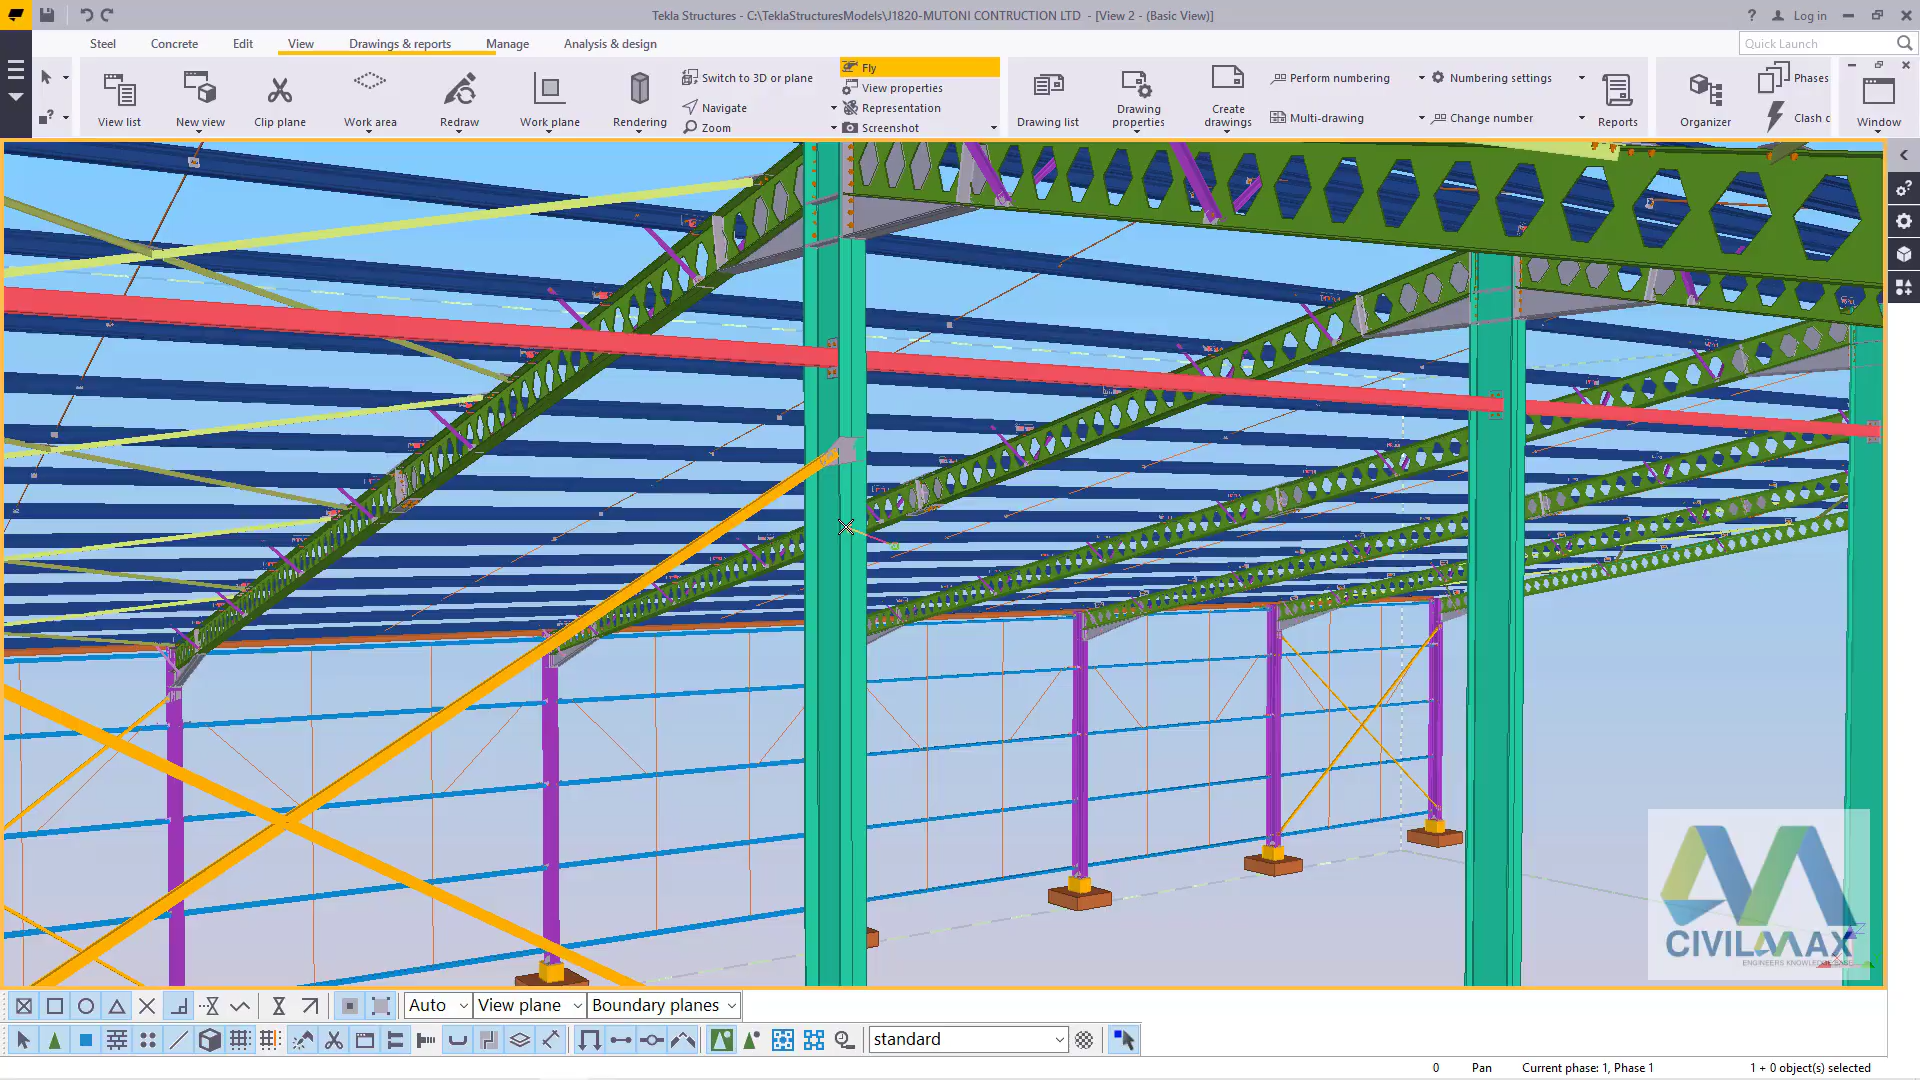 Tekla Structures - C:\TeklaStructuresModels\J1820-MUTONI CONTRUCTION LTD - [View 2 - (Basic View)]
Log in
Steel
Concrete
Edit
View
Drawings & reports
Manage
Analysis & design
Quick Launch
View list
New view
Clip plane
Work area
Redraw
Work plane
Rendering
Switch to 3D or plane
Navigate
Zoom
Fly
View properties
Representation
Screenshot
Drawing list
Drawing properties
Create drawings
Perform numbering
Multi-drawing
Numbering settings
Change number
Reports
Organizer
Phases
Clash c
Window
CIVILMAX
ENGINEERS KNOWLEDGE BASE
Auto
View plane
Boundary planes
standard
0
Pan
Current phase: 1, Phase 1
1 + 0 object(s) selected